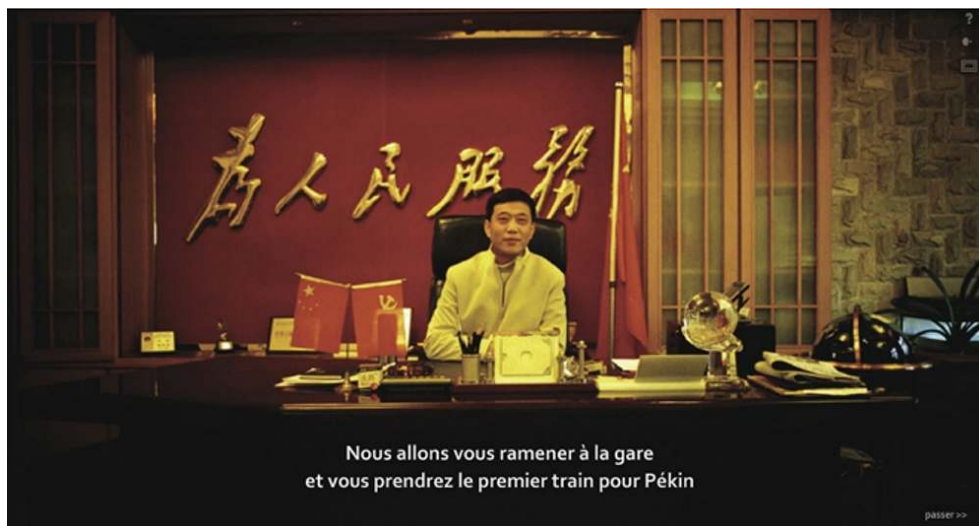 ?
为人民服務
Nous allons vous ramener à la gare
et vous prendrez le premier train pour Pékin
passer >>